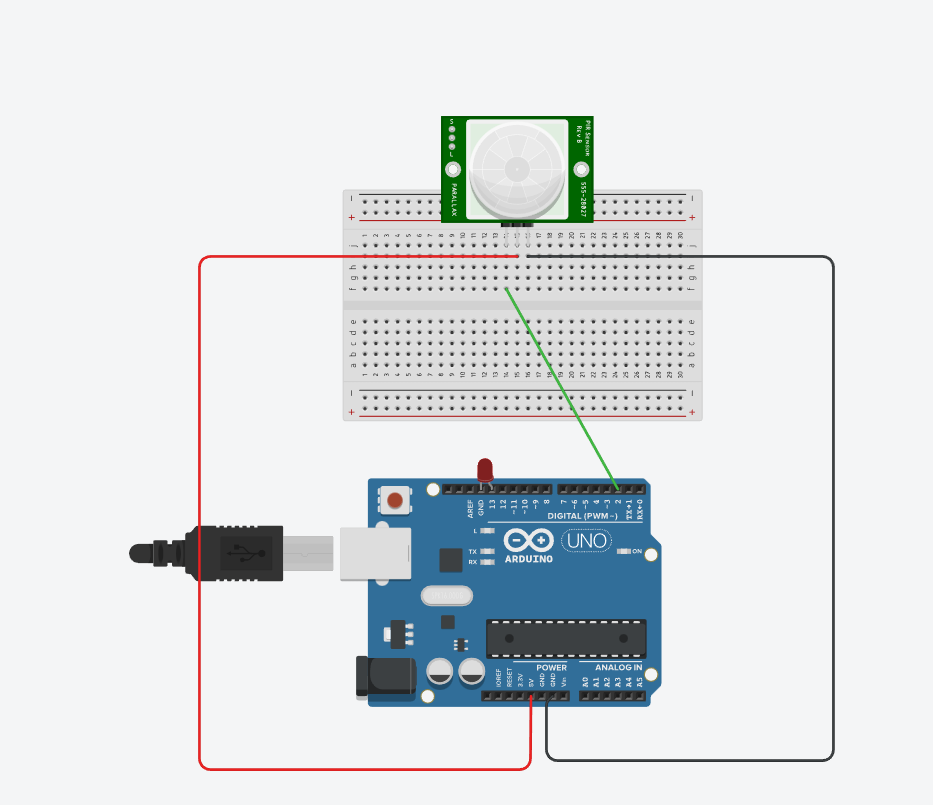 S
L
PARALLAX
PIR Sensor
Rev B
555-28027
- -
+ +
1 2 3 4 5 6 7 8 9 10 11 12 13 14 15 16 17 18 19 20 21 22 23 24 25 26 27 28 29 30
j j
h h
g g
f f
e e
d d
c c
b b
a a
1 2 3 4 5 6 7 8 9 10 11 12 13 14 15 16 17 18 19 20 21 22 23 24 25 26 27 28 29 30
- -
+ +
AREF GND 13 12 ~11 ~10 ~9 8 7 ~6 ~5 4 ~3 2 TX→1 RX←0
DIGITAL (PWM~)
L
TX
RX
ARDUINO
UNO
ON
POWER ANALOG IN
IOREF RESET 3.3V 5V GND GND Vin A0 A1 A2 A3 A4 A5